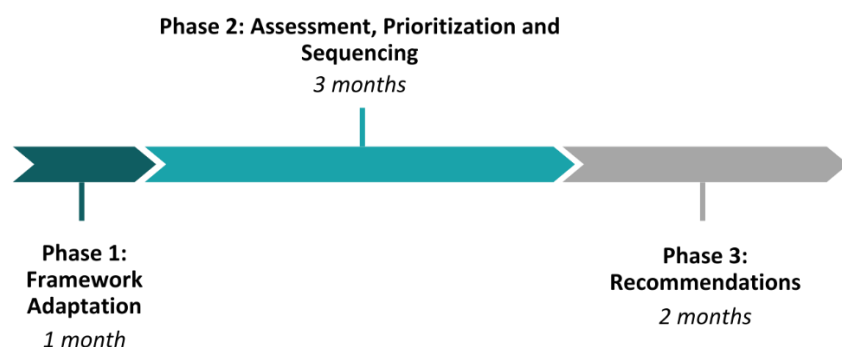 Phase 2: Assessment, Prioritization and
Sequencing
3 months
Phase 1:
Framework
Adaptation
1 month
Phase 3:
Recommendations
2 months